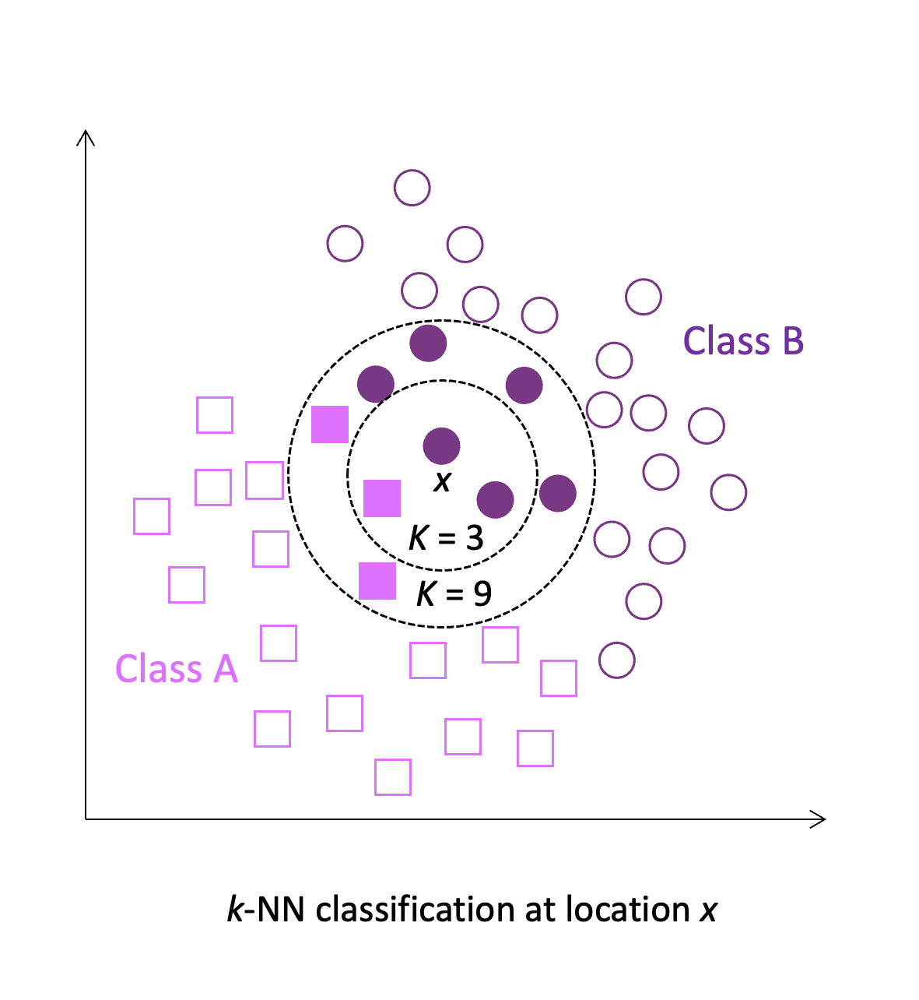 Class B
x
K = 3
K = 9
Class A
k-NN classification at location x